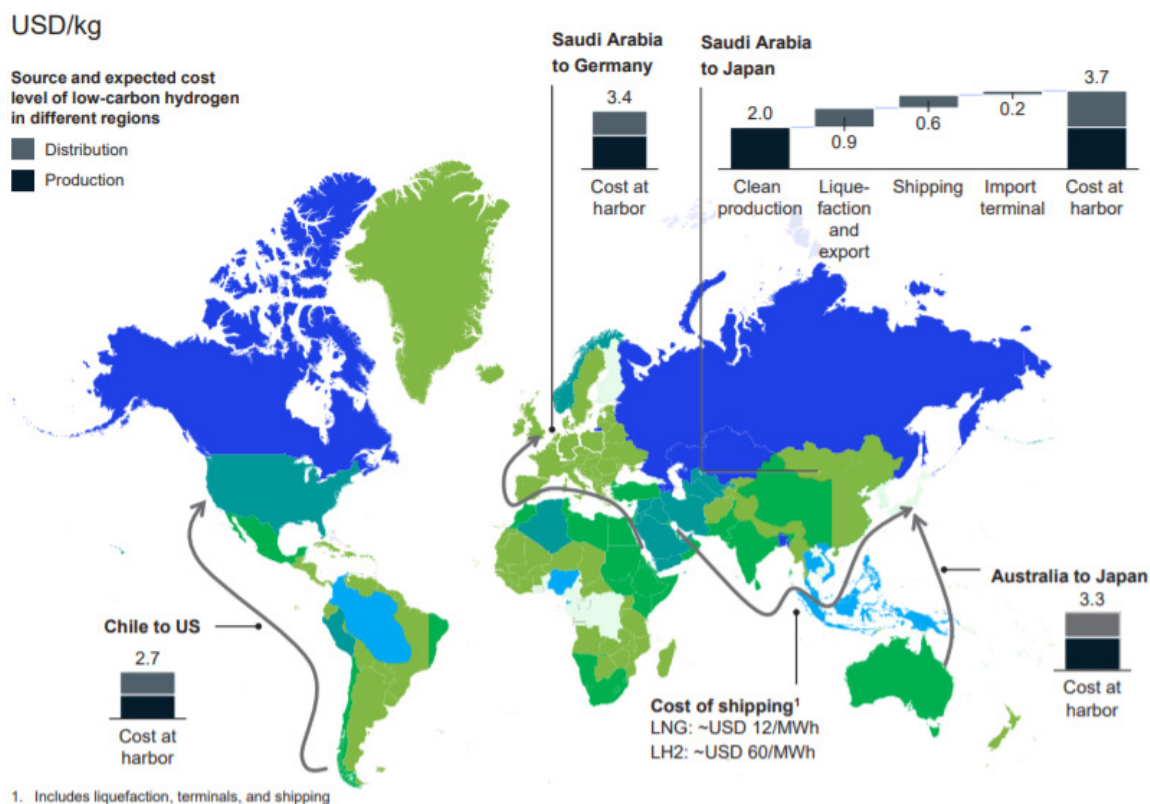 USD/kg
Source and expected cost
level of low-carbon hydrogen
in different regions
Distribution
Production
Saudi Arabia
to Germany
3.4
Cost at
harbor
Saudi Arabia
to Japan
2.0
0.9
0.6
0.2
3.7
Clean
production
Lique-
faction
and
export
Shipping
Import
terminal
Cost at
harbor
Chile to US
2.7
Cost at
harbor
Australia to Japan
3.3
Cost at
harbor
Cost of shipping¹
LNG: ~USD 12/MWh
LH2: ~USD 60/MWh
1. Includes liquefaction, terminals, and shipping